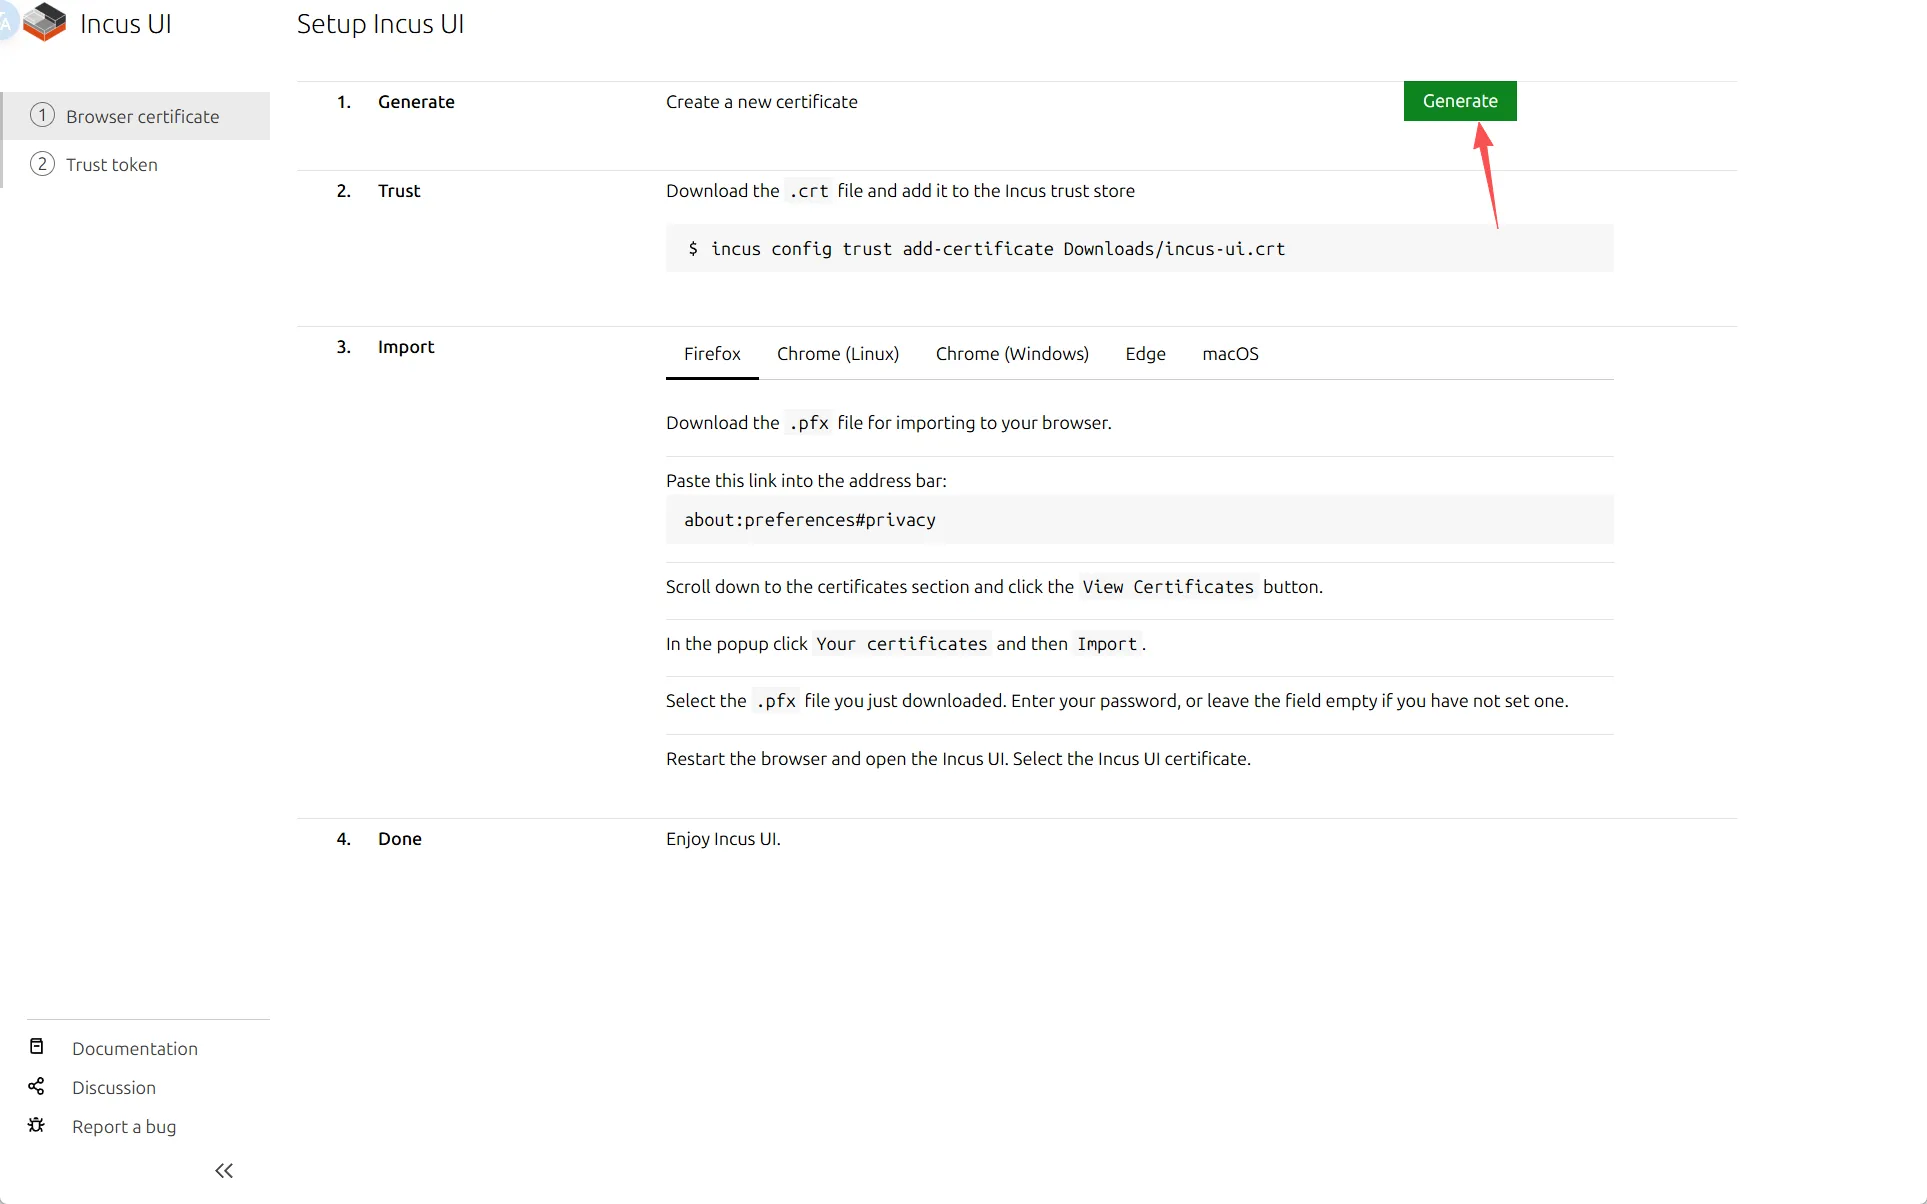 Incus UI
Setup Incus UI
1 Browser certificate
2 Trust token
1. Generate Create a new certificate Generate
2. Trust Download the .crt file and add it to the Incus trust store
$ incus config trust add-certificate Downloads/incus-ui.crt
3. Import Firefox Chrome (Linux) Chrome (Windows) Edge macOS
Download the .pfx file for importing to your browser.
Paste this link into the address bar:
about:preferences#privacy
Scroll down to the certificates section and click the View Certificates button.
In the popup click Your certificates and then Import.
Select the .pfx file you just downloaded. Enter your password, or leave the field empty if you have not set one.
Restart the browser and open the Incus UI. Select the Incus UI certificate.
4. Done Enjoy Incus UI.
Documentation
Discussion
Report a bug